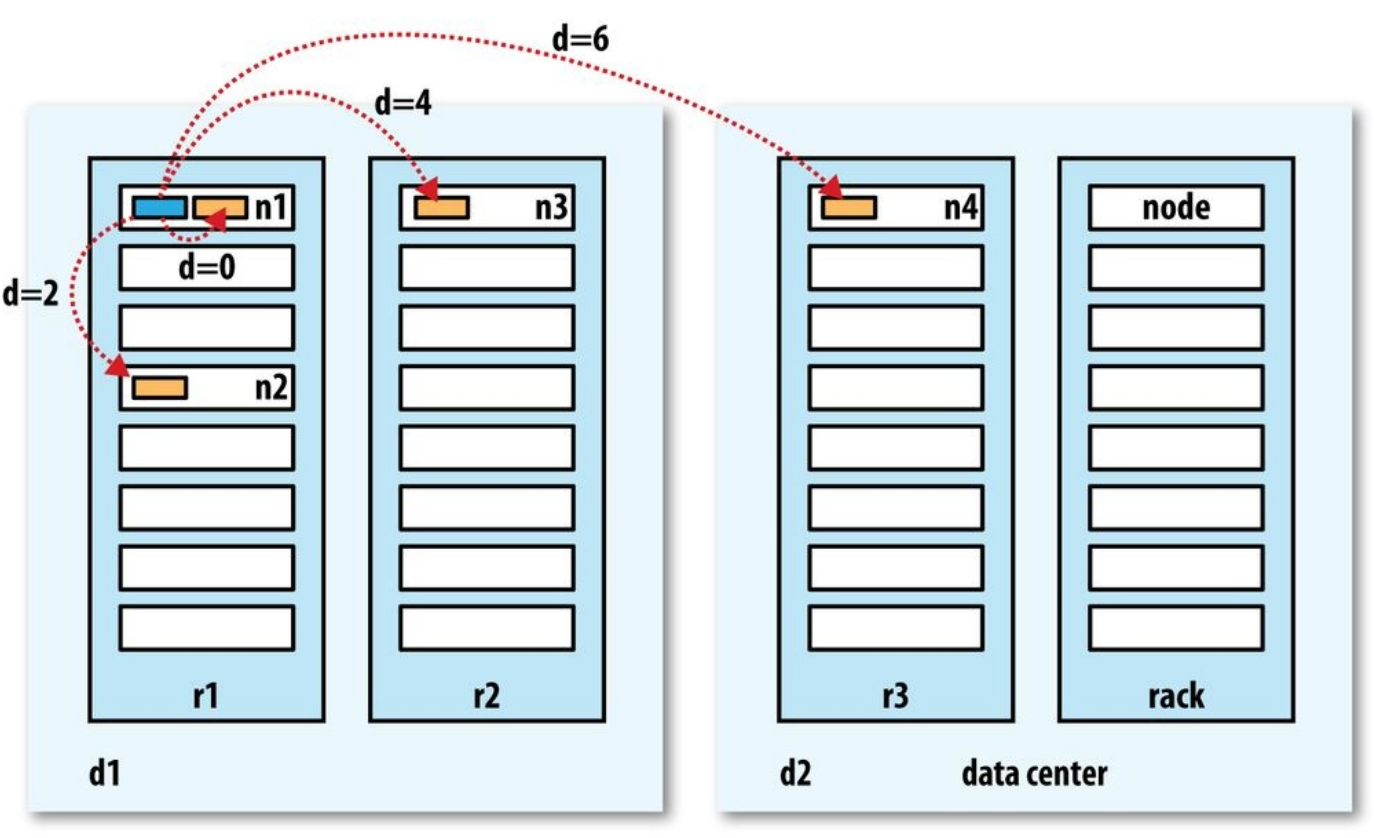 d=6
d=4
n1
n3
n4
node
d=0
d=2
n2
r1
r2
r3
rack
d1
d2
data center